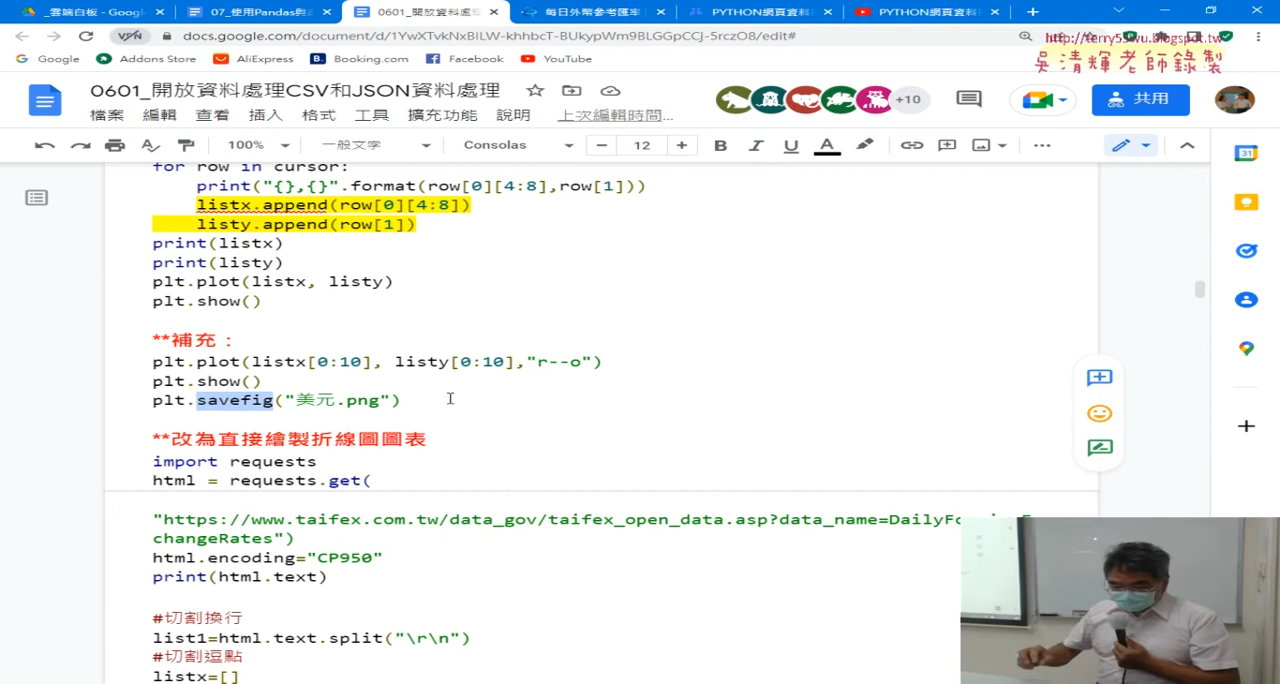 _雲端白板 - Googl
07_使用Pandas與
0601_開放資料處理
每日外幣參考匯率
PYTHON網頁資料
PYTHON網頁資料
VPN
docs.google.com/document/d/1YwXTvkNxBILW-khhbcT-BUkypWm9BLGGpCCj-5rczO8/edit#
http://terry55wu.blogspot.tw
吳清輝老師錄製
Google
Addons Store
AliExpress
Booking.com
Facebook
YouTube
0601_開放資料處理CSV和JSON資料處理
+10
共用
檔案 編輯 查看 插入 格式 工具 擴充功能 說明 上次編輯時間...
100% 一般文字 Consolas 12
for row in cursor:
print("{},{}".format(row[0][4:8],row[1]))
listx.append(row[0][4:8])
listy.append(row[1])
print(listx)
print(listy)
plt.plot(listx, listy)
plt.show()
**補充：
plt.plot(listx[0:10], listy[0:10],"r--o")
plt.show()
plt.savefig("美元.png")
**改為直接繪製折線圖圖表
import requests
html = requests.get(
"https://www.taifex.com.tw/data_gov/taifex_open_data.asp?data_name=DailyF
changeRates")
html.encoding="CP950"
print(html.text)
#切割換行
list1=html.text.split("\r\n")
#切割逗點
listx=[]